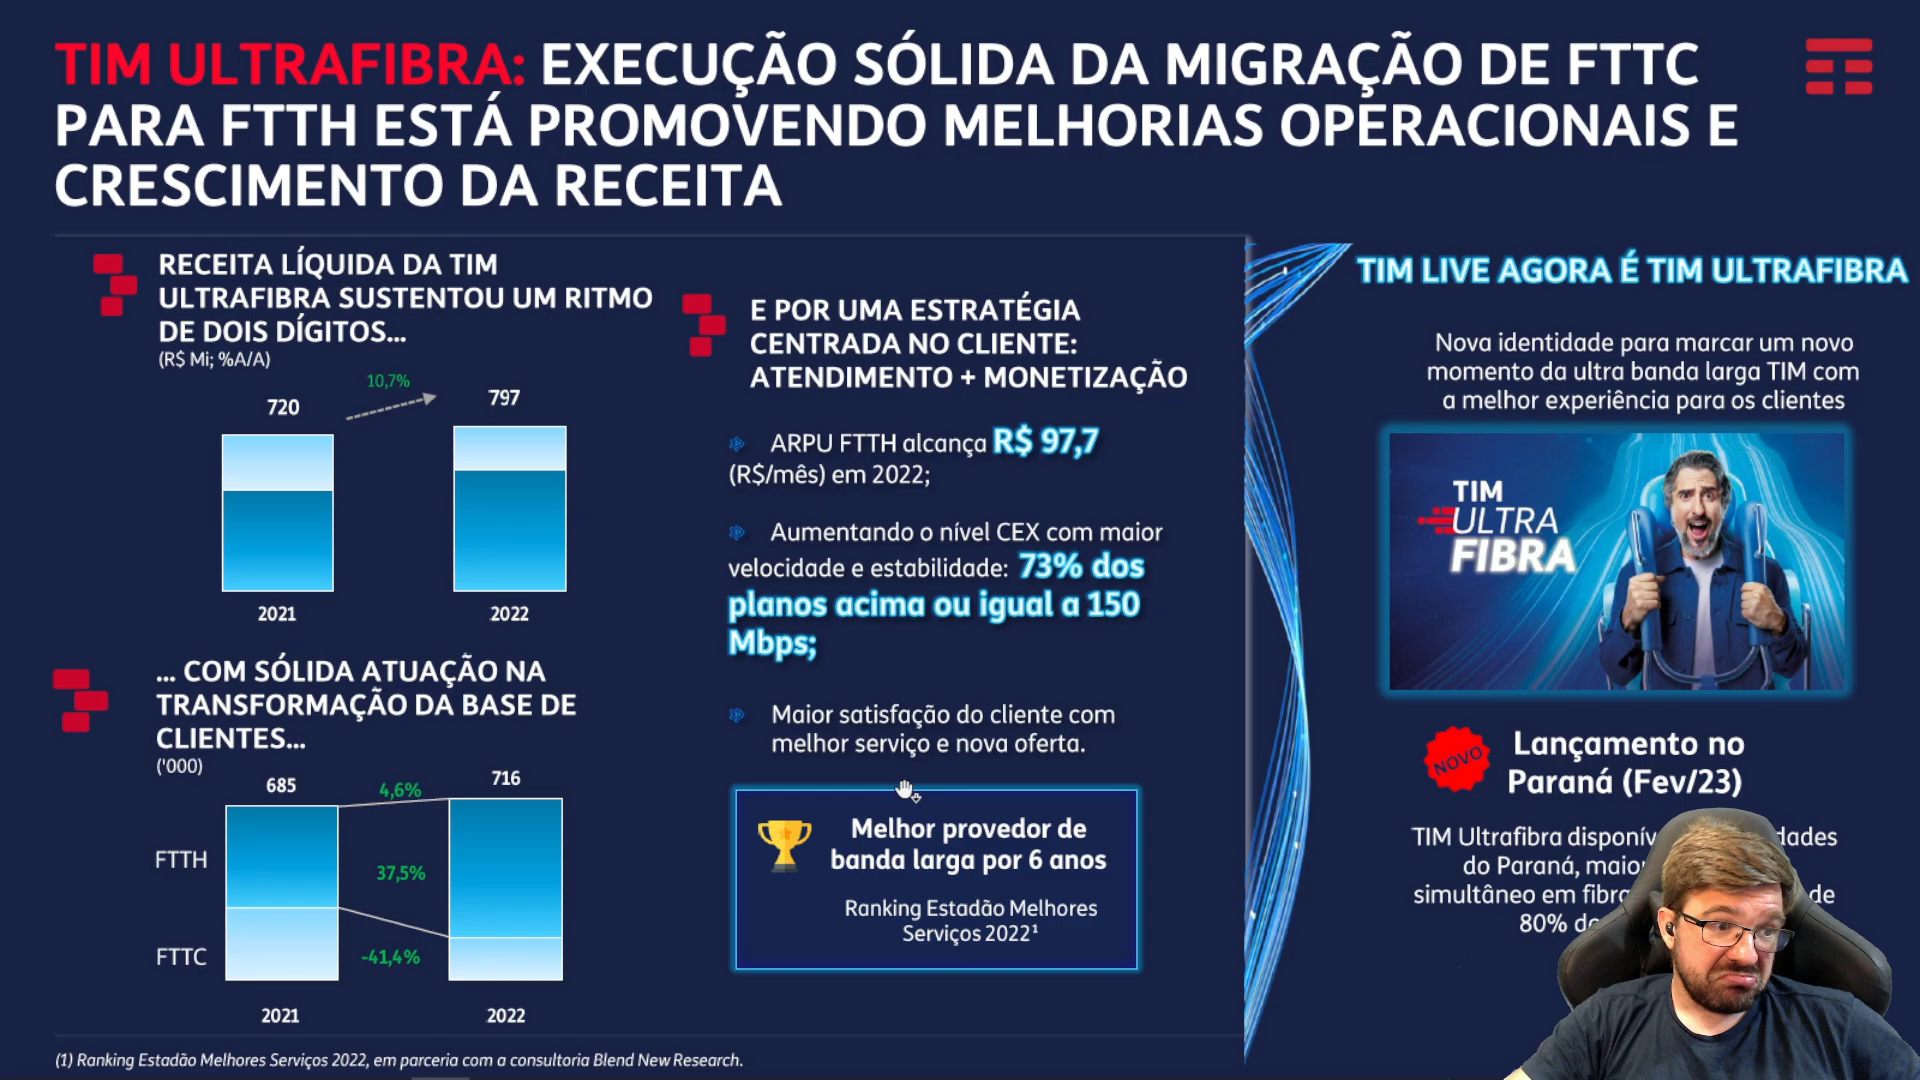 TIM ULTRAFIBRA: EXECUÇÃO SÓLIDA DA MIGRAÇÃO DE FTTC
PARA FTTH ESTÁ PROMOVENDO MELHORIAS OPERACIONAIS E
CRESCIMENTO DA RECEITA
RECEITA LÍQUIDA DA TIM
ULTRAFIBRA SUSTENTOU UM RITMO
DE DOIS DÍGITOS...
(R$ Mi; %A/A)
10,7%
720
797
2021
2022
... COM SÓLIDA ATUAÇÃO NA
TRANSFORMAÇÃO DA BASE DE
CLIENTES...
('000)
685
4,6%
716
FTTH
37,5%
FTTC
-41,4%
2021
2022
E POR UMA ESTRATÉGIA
CENTRADA NO CLIENTE:
ATENDIMENTO + MONETIZAÇÃO
ARPU FTTH alcança R$ 97,7
(R$/mês) em 2022;
Aumentando o nível CEX com maior
velocidade e estabilidade: 73% dos
planos acima ou igual a 150
Mbps;
Maior satisfação do cliente com
melhor serviço e nova oferta.
Melhor provedor de
banda larga por 6 anos
Ranking Estadão Melhores
Serviços 2022¹
TIM LIVE AGORA É TIM ULTRAFIBRA
Nova identidade para marcar um novo
momento da ultra banda larga TIM com
a melhor experiência para os clientes
TIM
ULTRA
FIBRA
NOVO
Lançamento no
Paraná (Fev/23)
TIM Ultrafibra
do Paraná,
simultâneo em de
80%
(1) Ranking Estadão Melhores Serviços 2022, em parceria com a consultoria Blend New Research.